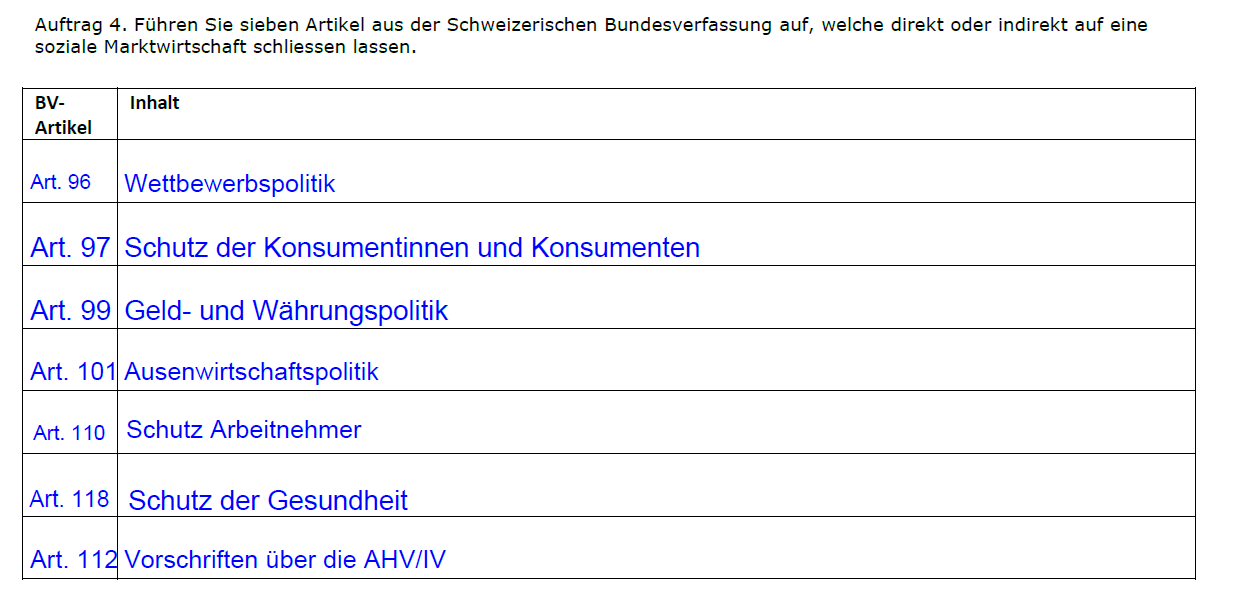 Auftrag 4. Führen Sie sieben Artikel aus der Schweizerischen Bundesverfassung auf, welche direkt oder indirekt auf eine
soziale Marktwirtschaft schliessen lassen.
BV-
Artikel
Inhalt
Art. 96 Wettbewerbspolitik
Art. 97 Schutz der Konsumentinnen und Konsumenten
Art. 99 Geld- und Währungspolitik
Art. 101 Ausenwirtschaftspolitik
Art. 110 Schutz Arbeitnehmer
Art. 118 Schutz der Gesundheit
Art. 112 Vorschriften über die AHV/IV